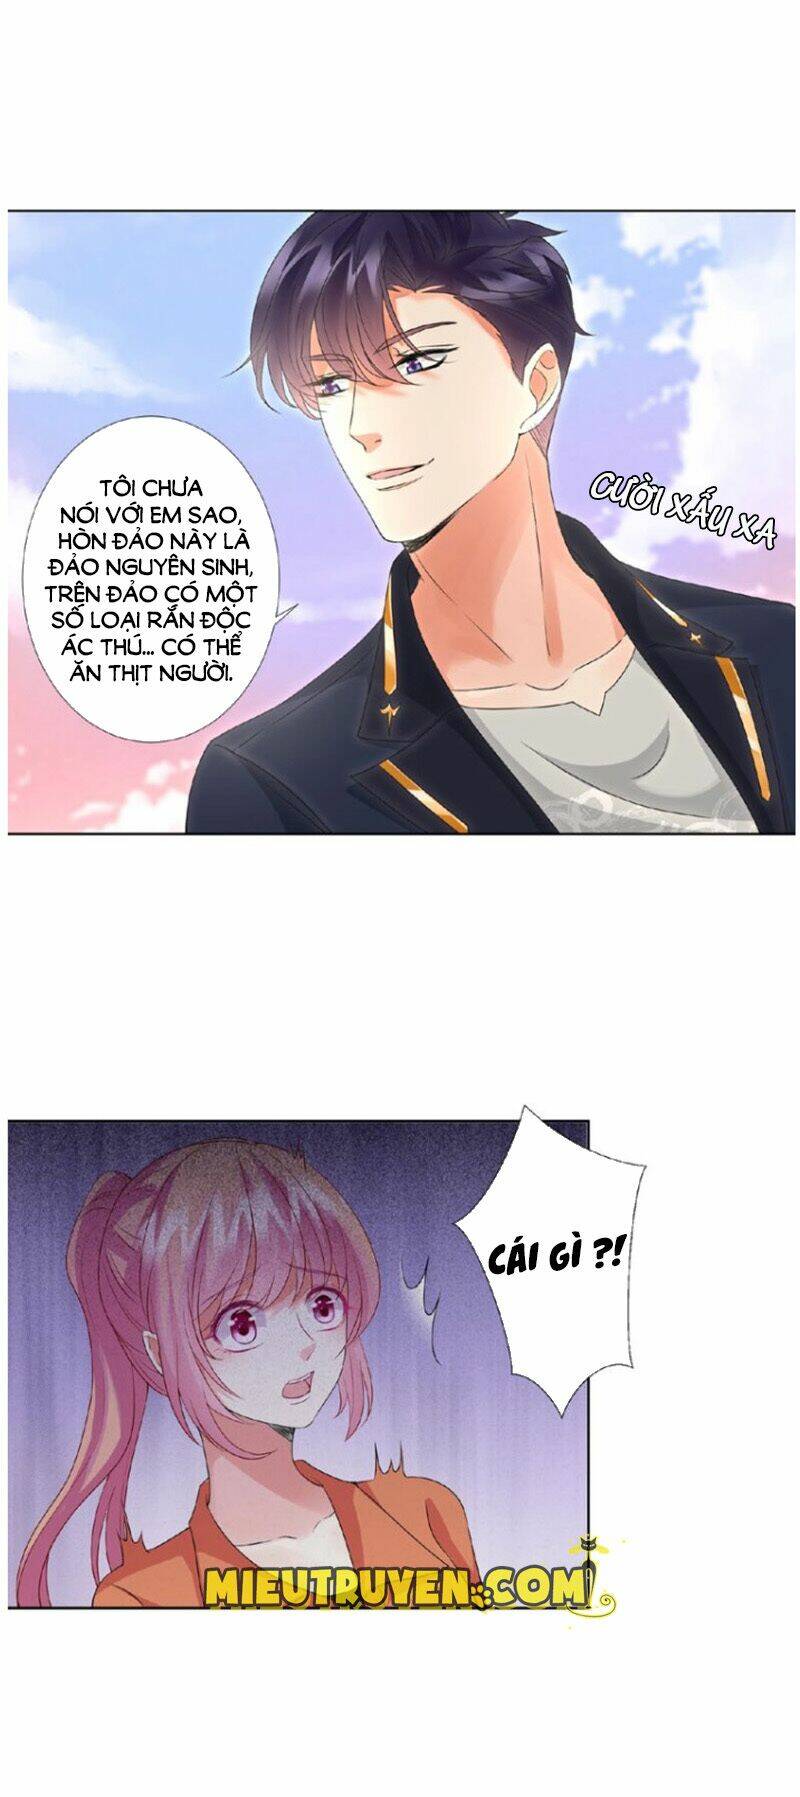 TÔI CHƯA
NÓI VỚI EM SAO,
HÒN ĐẢO NÀY LÀ
ĐẢO NGUYÊN SINH,
TRÊN ĐẢO CÓ MỘT
SỐ LOẠI RẮN ĐỘC
ÁC THÚ... CÓ THỂ
ĂN THỊT NGƯỜI.
CƯỜI XẤU XA
CÁI GÌ ?!
MIEUTRUYEN.COM